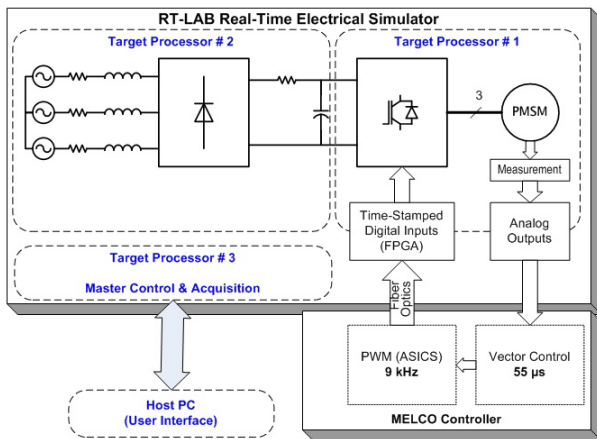 RT-LAB Real-Time Electrical Simulator
Target Processor # 2
Target Processor # 1
3
PMSM
Measurement
Time-Stamped
Digital Inputs
(FPGA)
Analog
Outputs
Target Processor # 3
Master Control & Acquisition
Fiber
Optics
PWM (ASICS)
9 kHz
Vector Control
55 µs
Host PC
(User Interface)
MELCO Controller